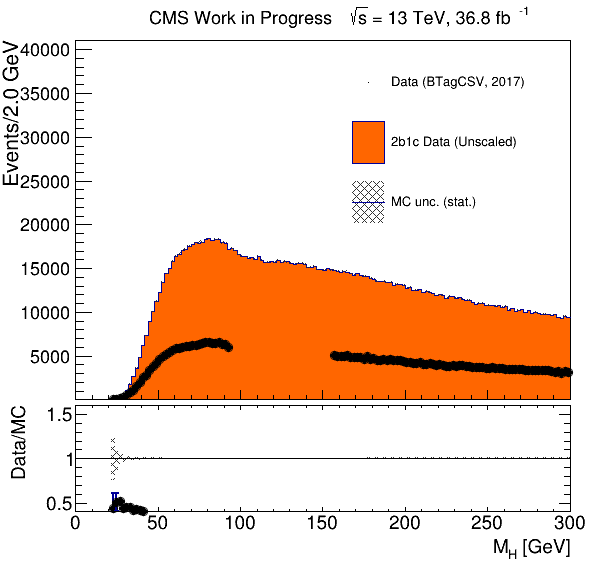 CMS Work in Progress √s = 13 TeV, 36.8 fb⁻¹
Events/2.0 GeV
40000
35000
30000
25000
20000
15000
10000
5000
Data (BTagCSV, 2017)
2b1c Data (Unscaled)
MC unc. (stat.)
Data/MC
1.5
1
0.5
0 50 100 150 200 250 300
M_H [GeV]